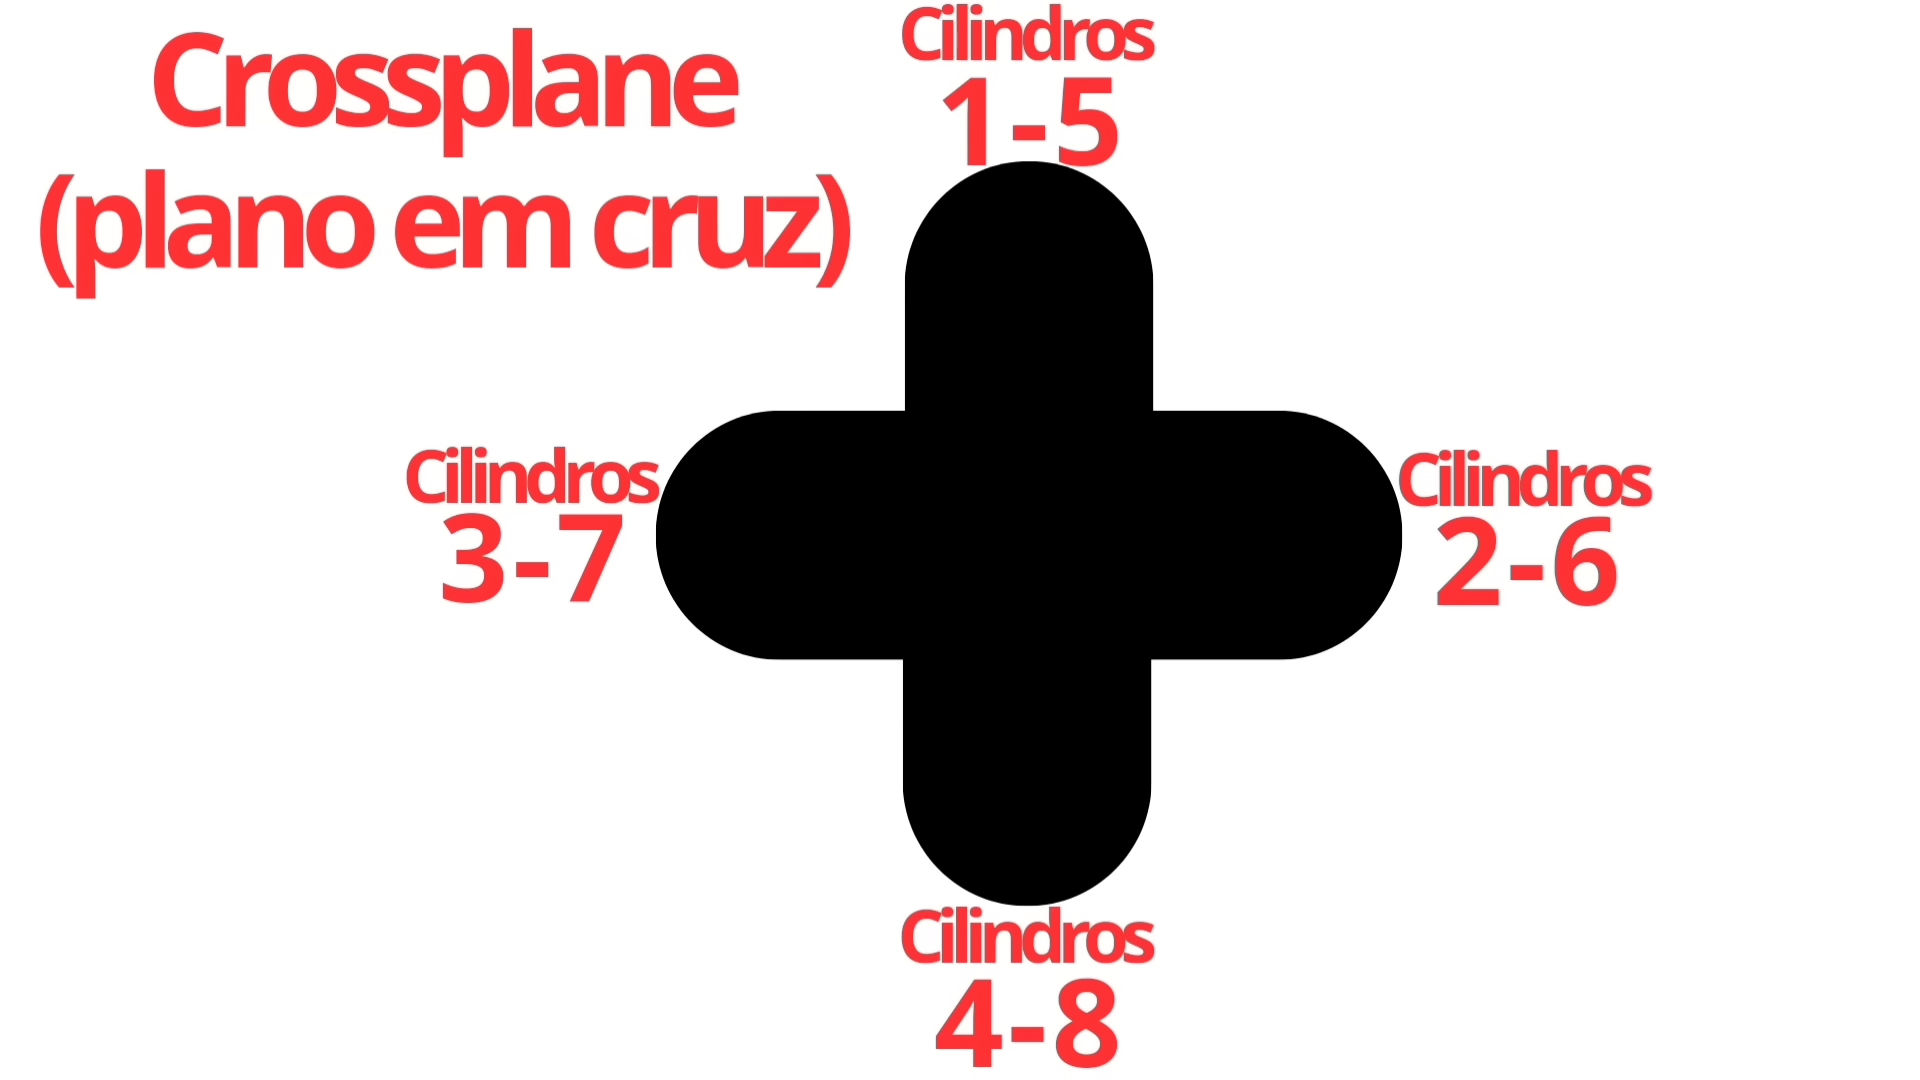 Crossplane
(plano em cruz)
Cilindros
1-5
Cilindros
3-7
Cilindros
2-6
Cilindros
4-8